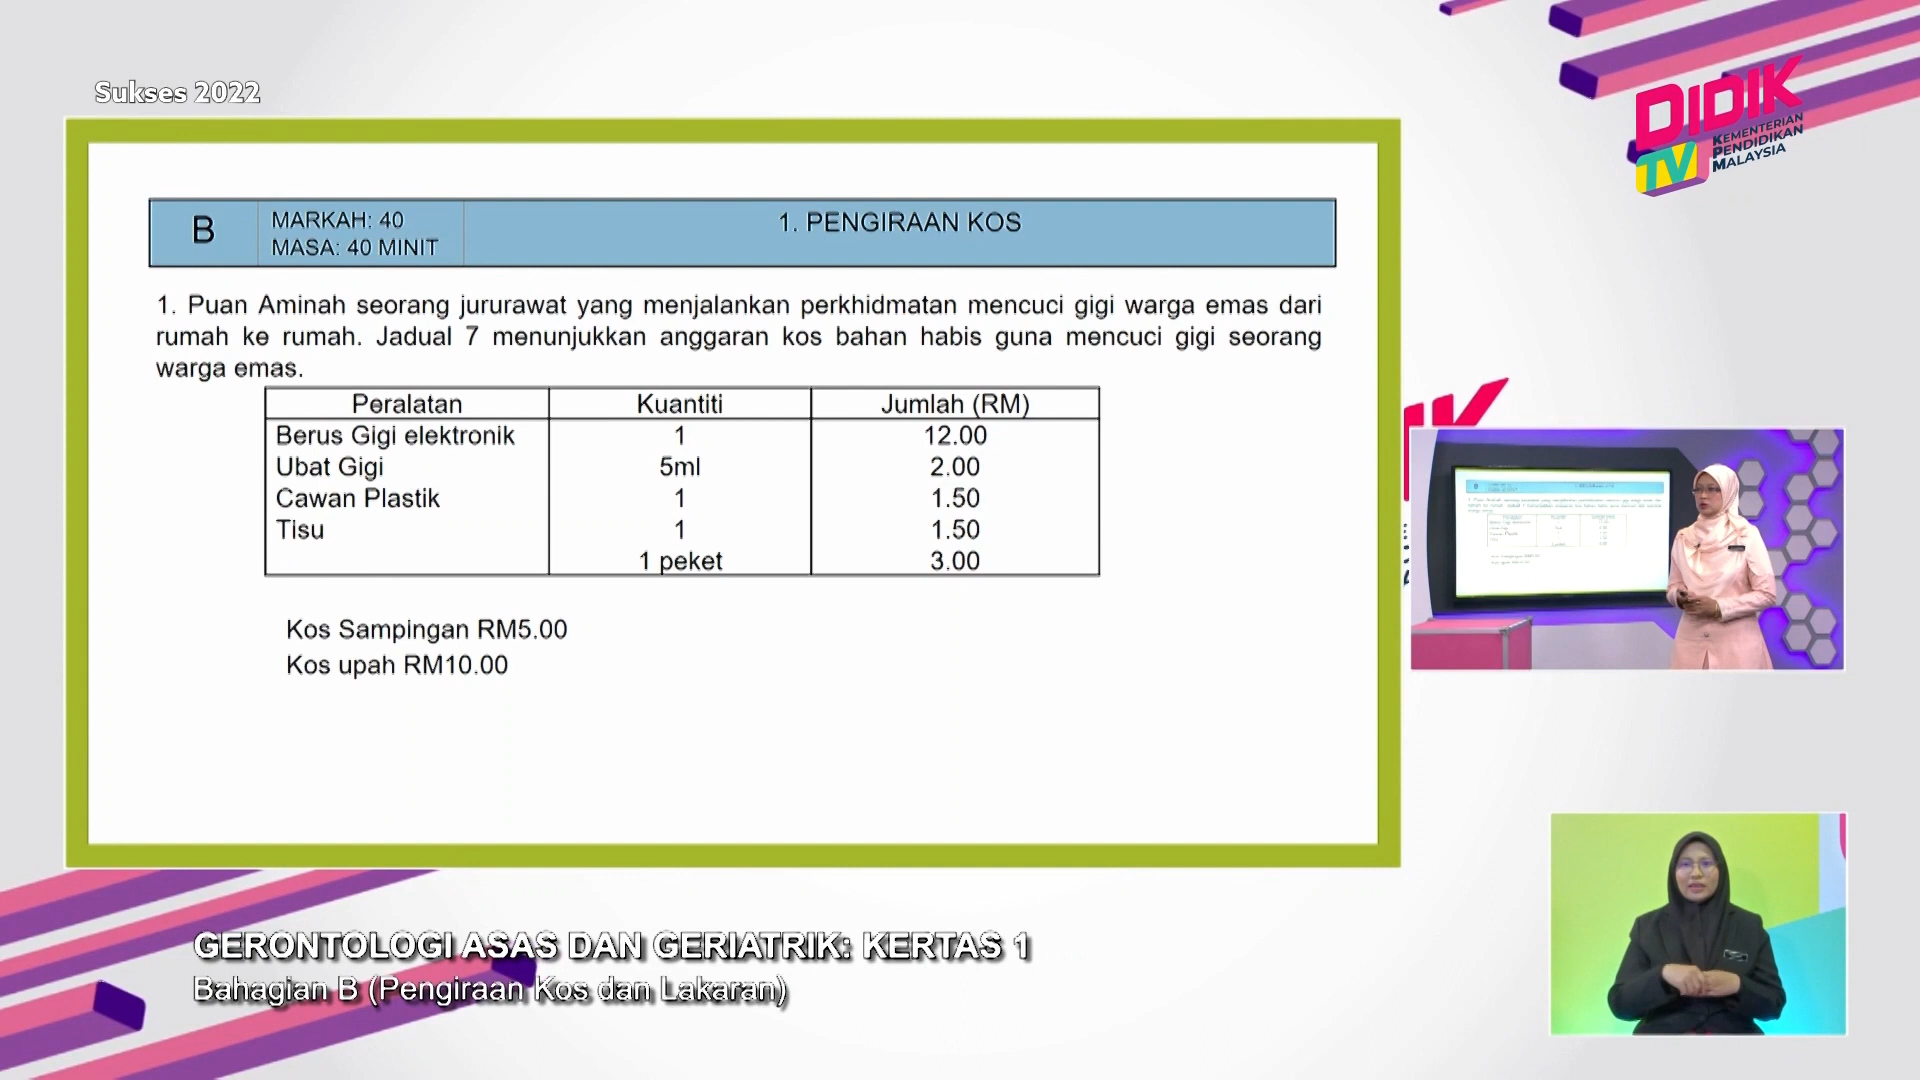 Sukses 2022
DIDIK
TV
KEMENTERIAN
PENDIDIKAN
MALAYSIA
B
MARKAH: 40
MASA: 40 MINIT
1. PENGIRAAN KOS
1. Puan Aminah seorang jururawat yang menjalankan perkhidmatan mencuci gigi warga emas dari
rumah ke rumah. Jadual 7 menunjukkan anggaran kos bahan habis guna mencuci gigi seorang
warga emas.
Peralatan Kuantiti Jumlah (RM)
Berus Gigi elektronik 1 12.00
Ubat Gigi 5ml 2.00
Cawan Plastik 1 1.50
Tisu 1 1.50
1 peket 3.00
Kos Sampingan RM5.00
Kos upah RM10.00
GERONTOLOGI ASAS DAN GERIATRIK: KERTAS 1
Bahagian B (Pengiraan Kos dan Lakaran)